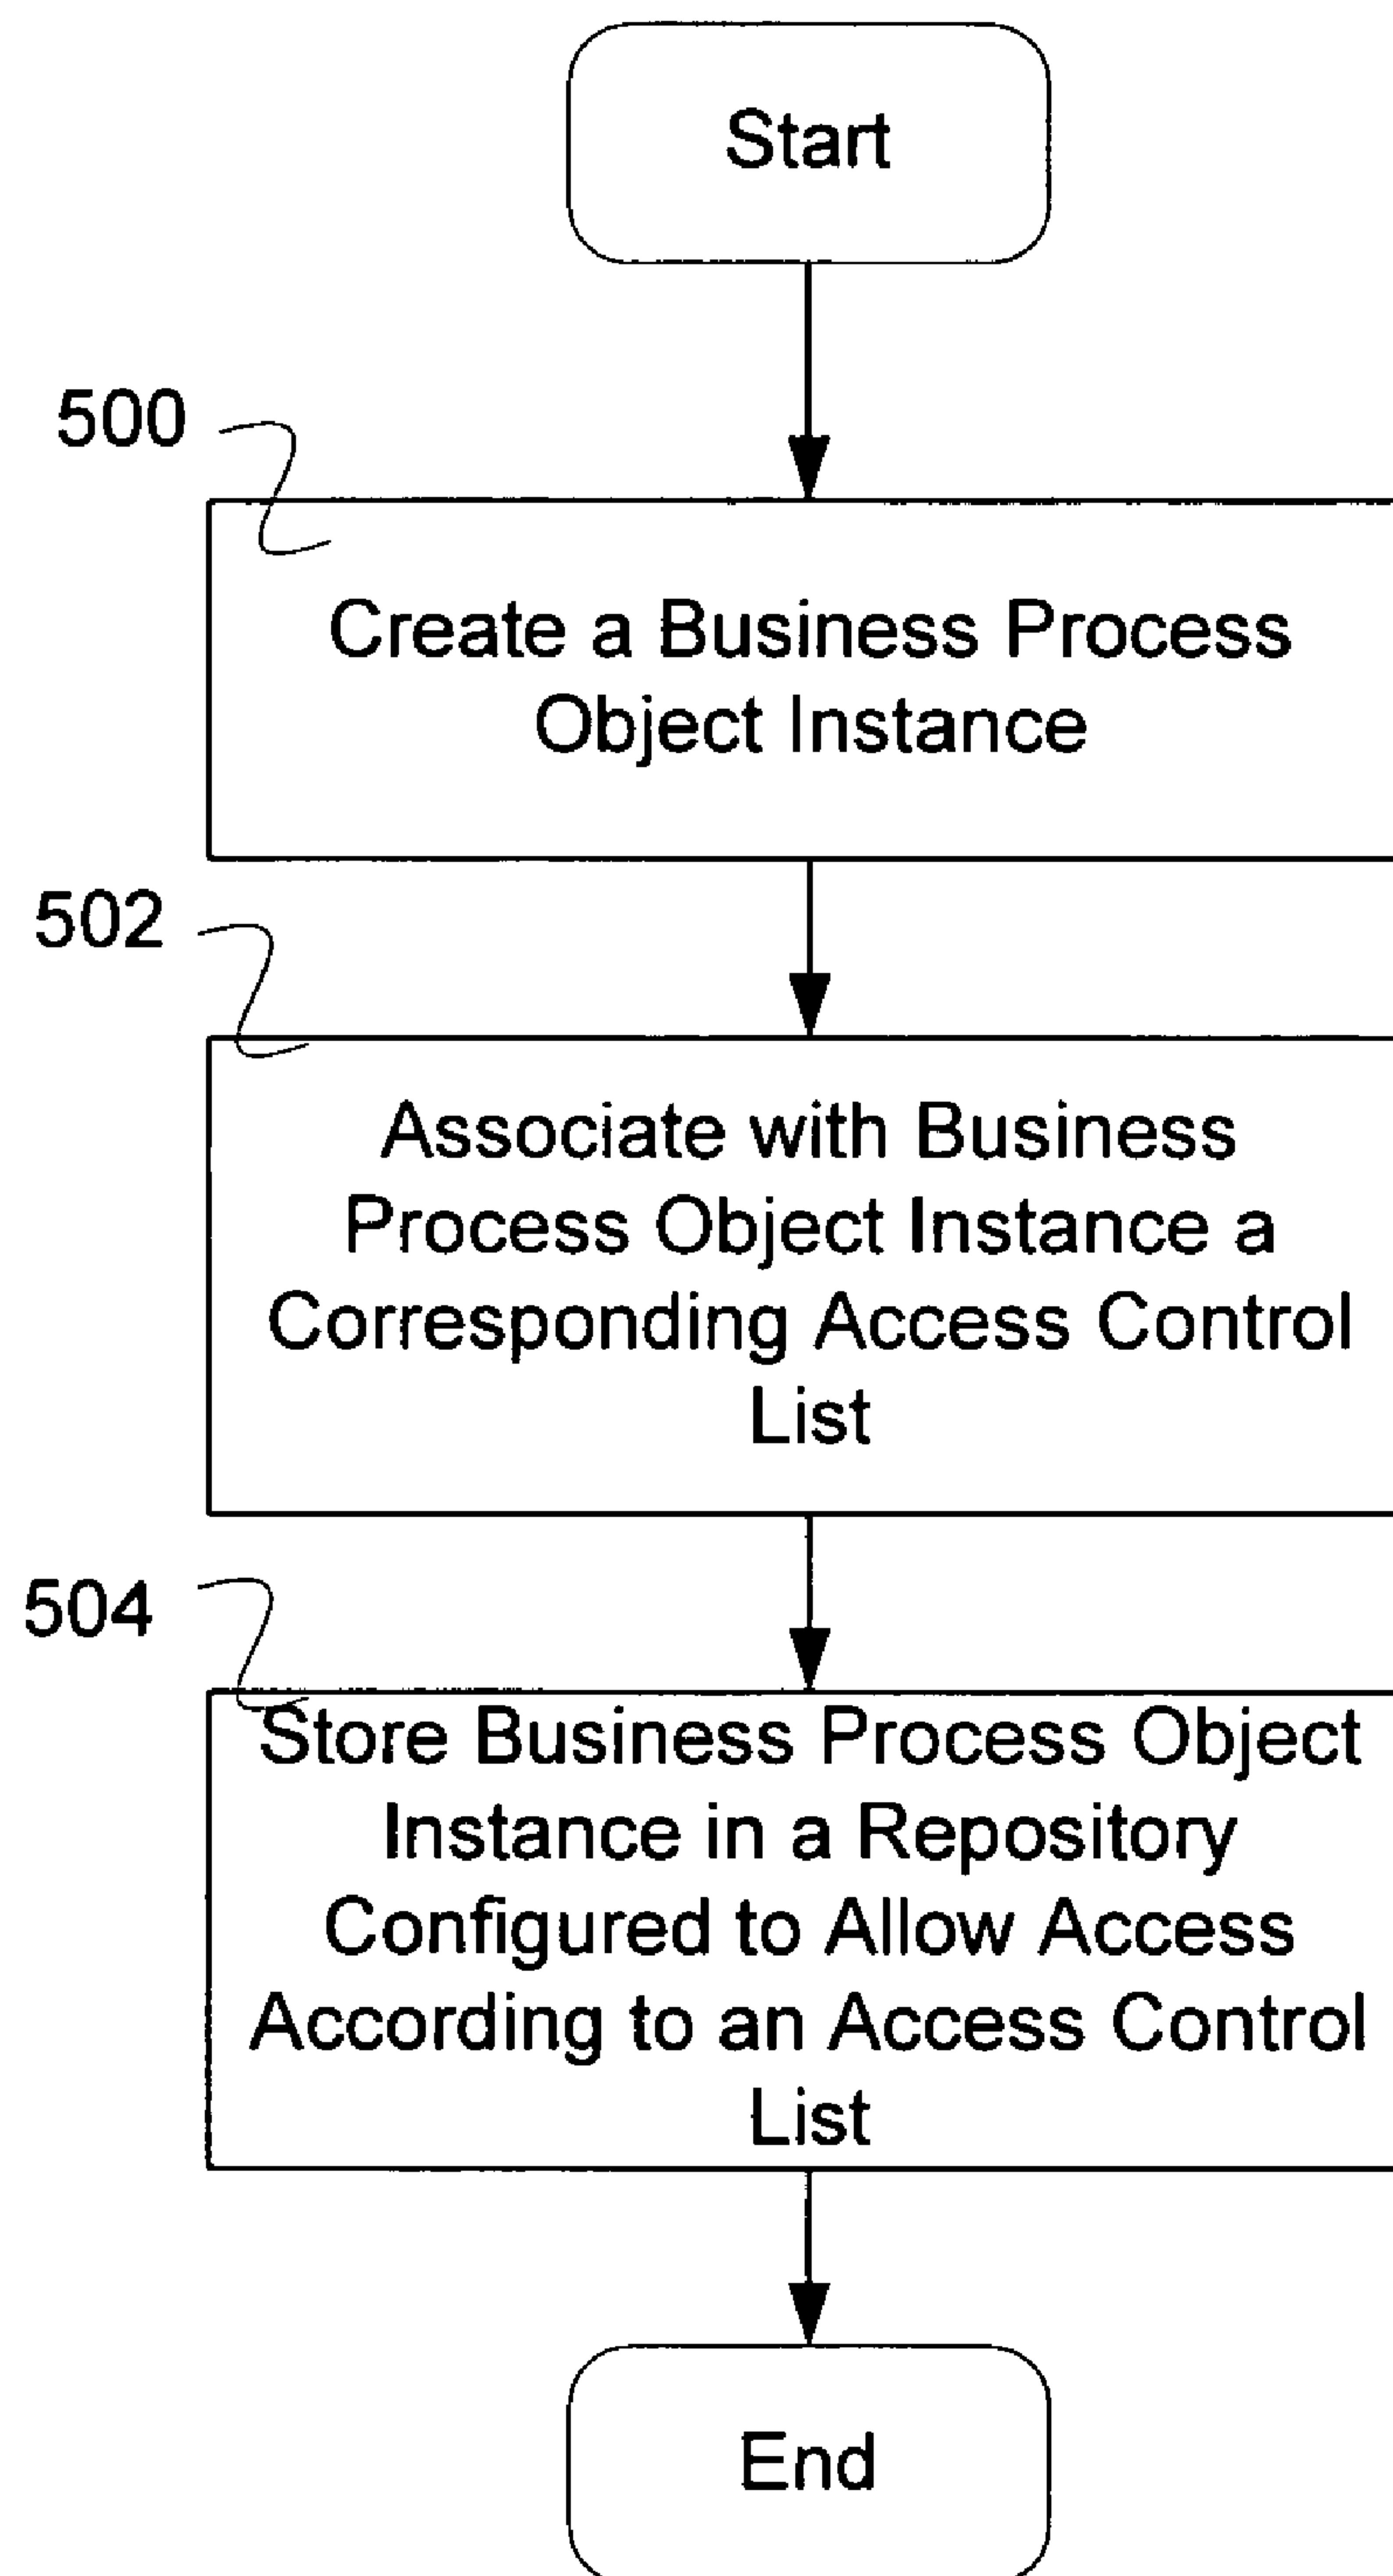 Start
500
Create a Business Process
Object Instance
502
Associate with Business
Process Object Instance a
Corresponding Access Control
List
504
Store Business Process Object
Instance in a Repository
Configured to Allow Access
According to an Access Control
List
End